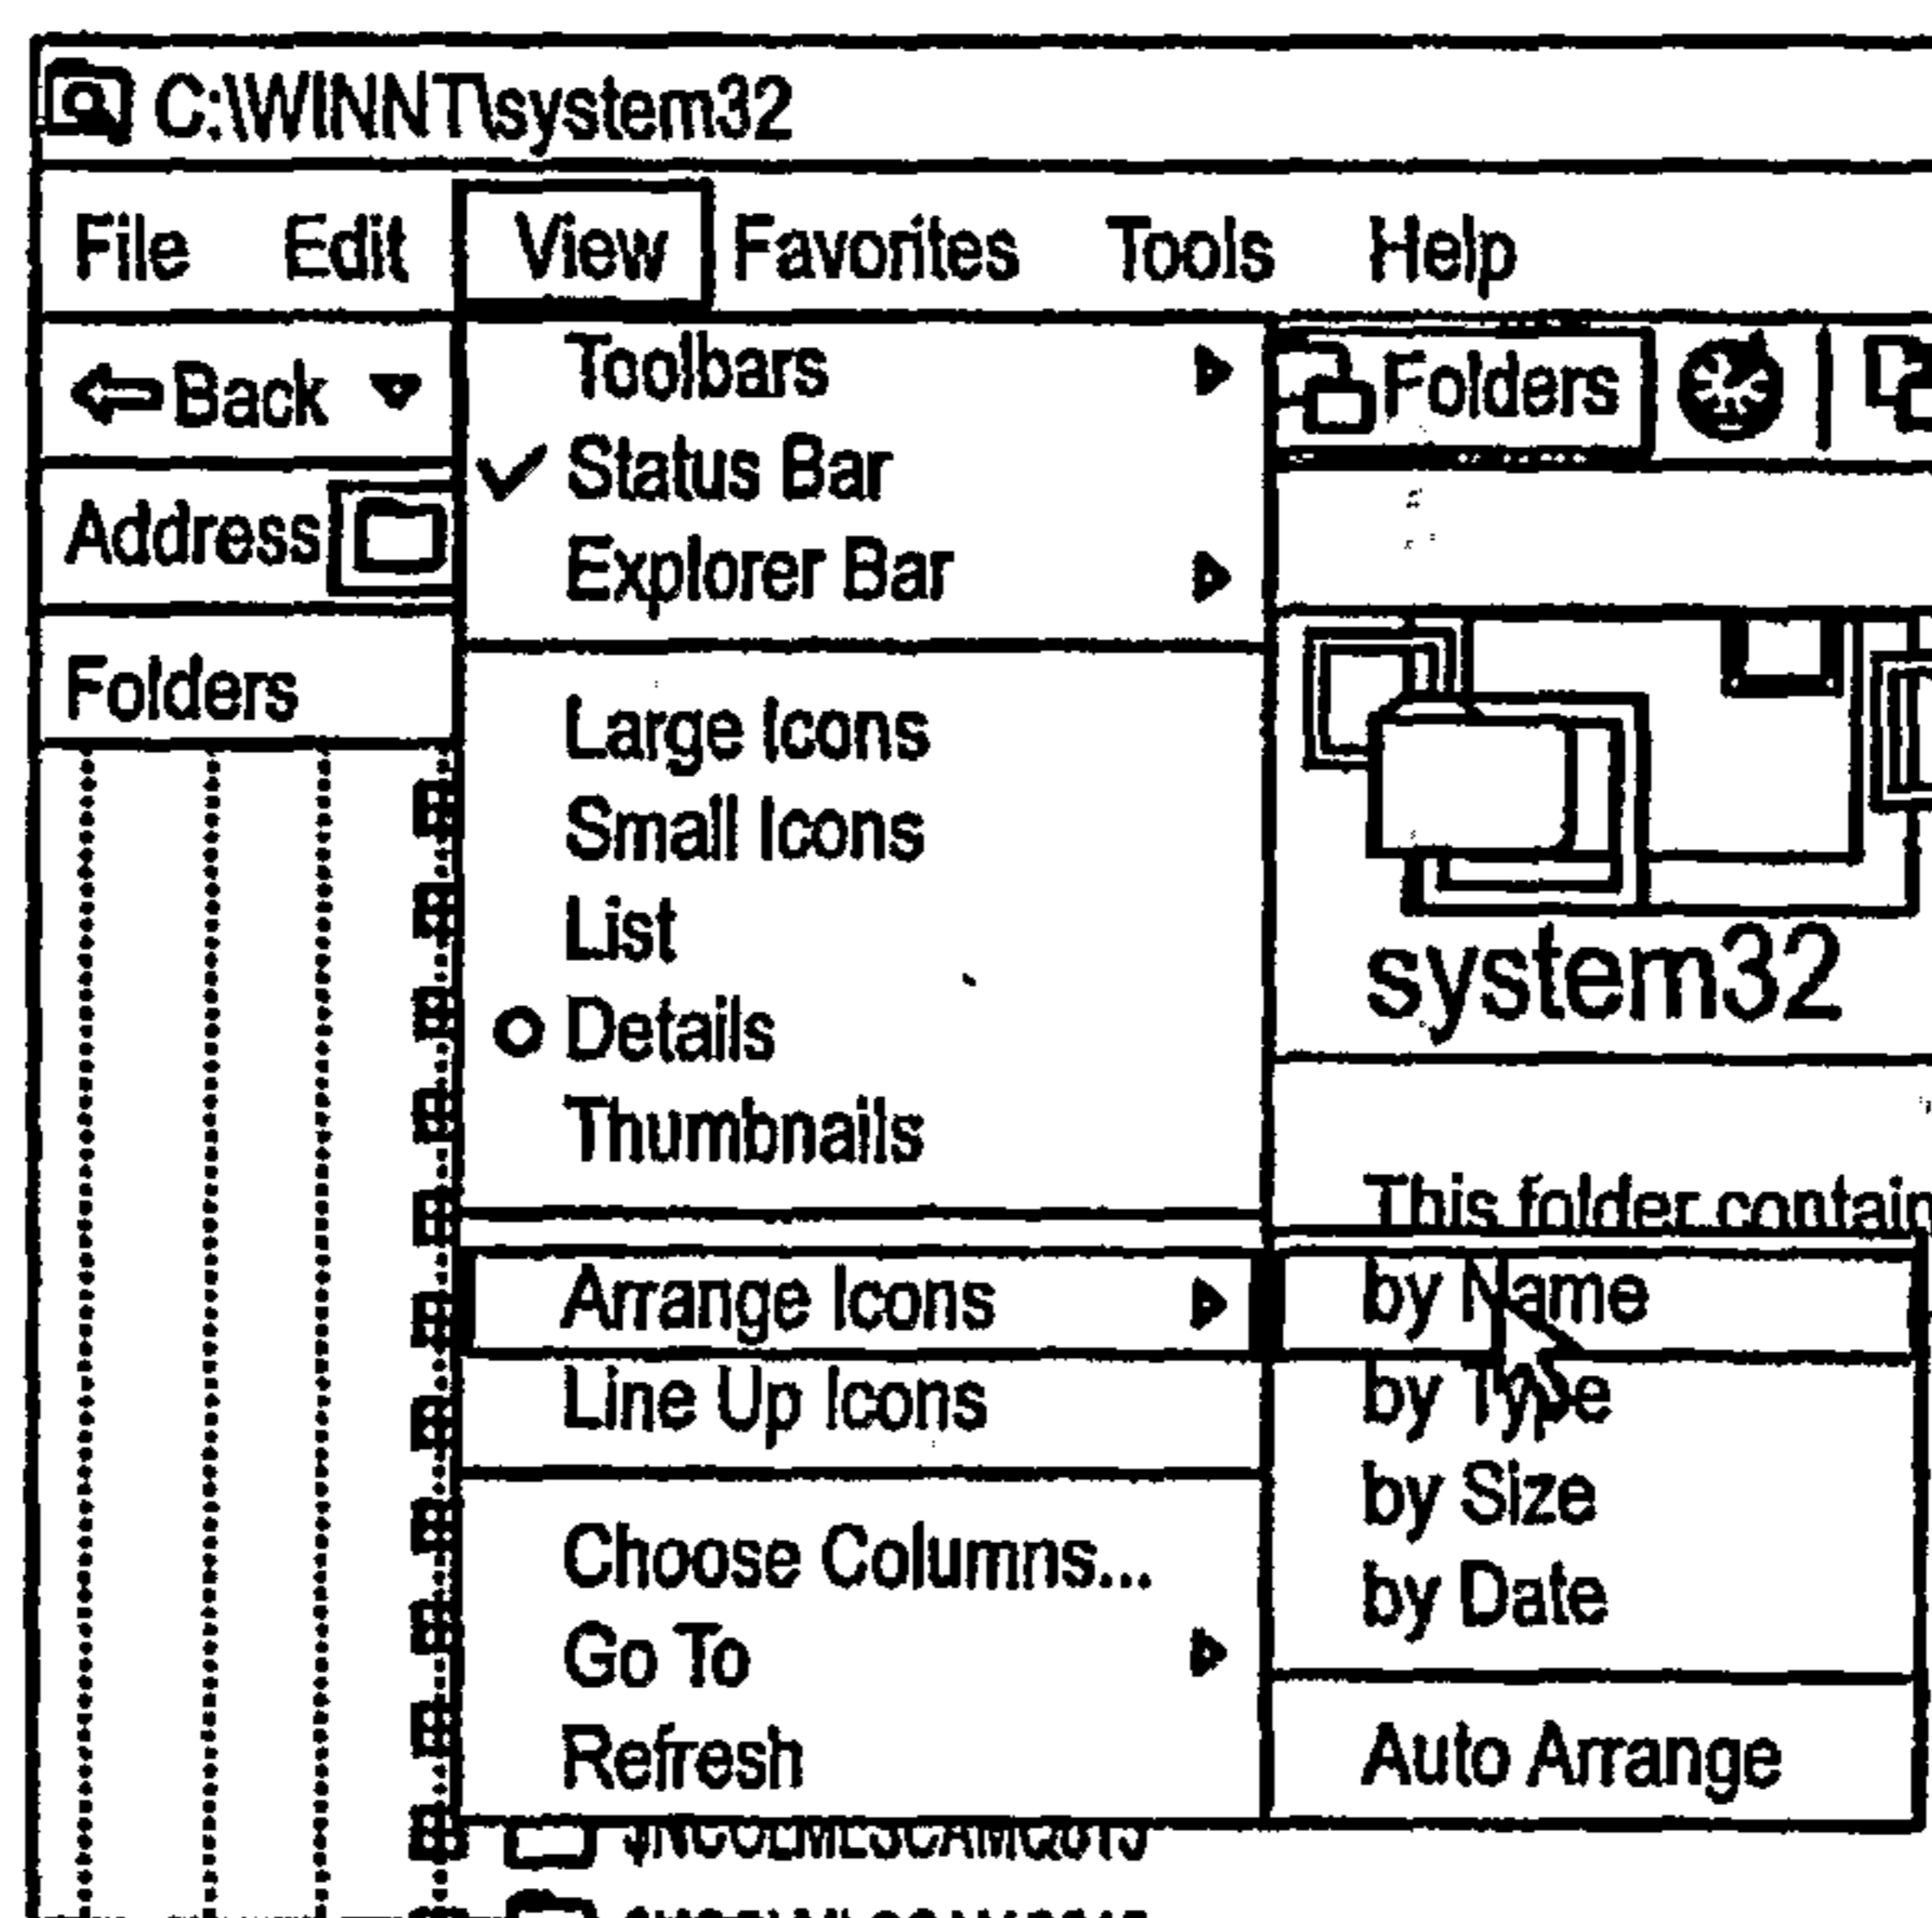 C:\WINNT\system32
File Edit View Favorites Tools Help
Back
Folders
Address
Folders
Toolbars
Status Bar
Explorer Bar
Large Icons
Small Icons
List
Details
Thumbnails
Arrange Icons
Line Up Icons
Choose Columns...
Go To
Refresh
system32
This folder contain
by Name
by Type
by Size
by Date
Auto Arrange